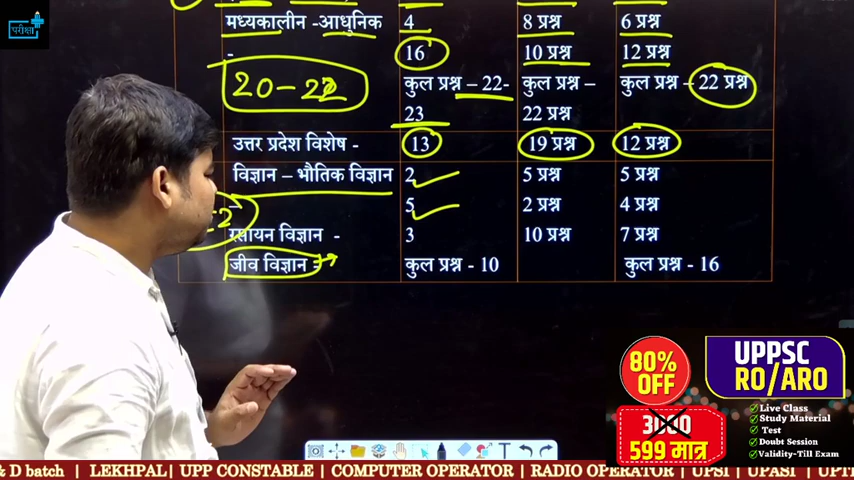 परीक्षा
मध्यकालीन -आधुनिक 4 8 प्रश्न 6 प्रश्न
- 16 10 प्रश्न 12 प्रश्न
20-22 कुल प्रश्न – 22- कुल प्रश्न – कुल प्रश्न - 22 प्रश्न
23 22 प्रश्न
उत्तर प्रदेश विशेष - 13 19 प्रश्न 12 प्रश्न
विज्ञान – भौतिक विज्ञान 2 5 प्रश्न 5 प्रश्न
5 2 प्रश्न 4 प्रश्न
रसायन विज्ञान - 3 10 प्रश्न 7 प्रश्न
जीव विज्ञान - कुल प्रश्न - 10 कुल प्रश्न - 16
80%
OFF
UPPSC
RO/ARO
3000
599 मात्र
Live Class
Study Material
Test
Doubt Session
Validity-Till Exam
& D batch | LEKHPAL| UPP CONSTABLE | COMPUTER OPERATOR | RADIO OPERATOR | UPSI | UPASI | UPT